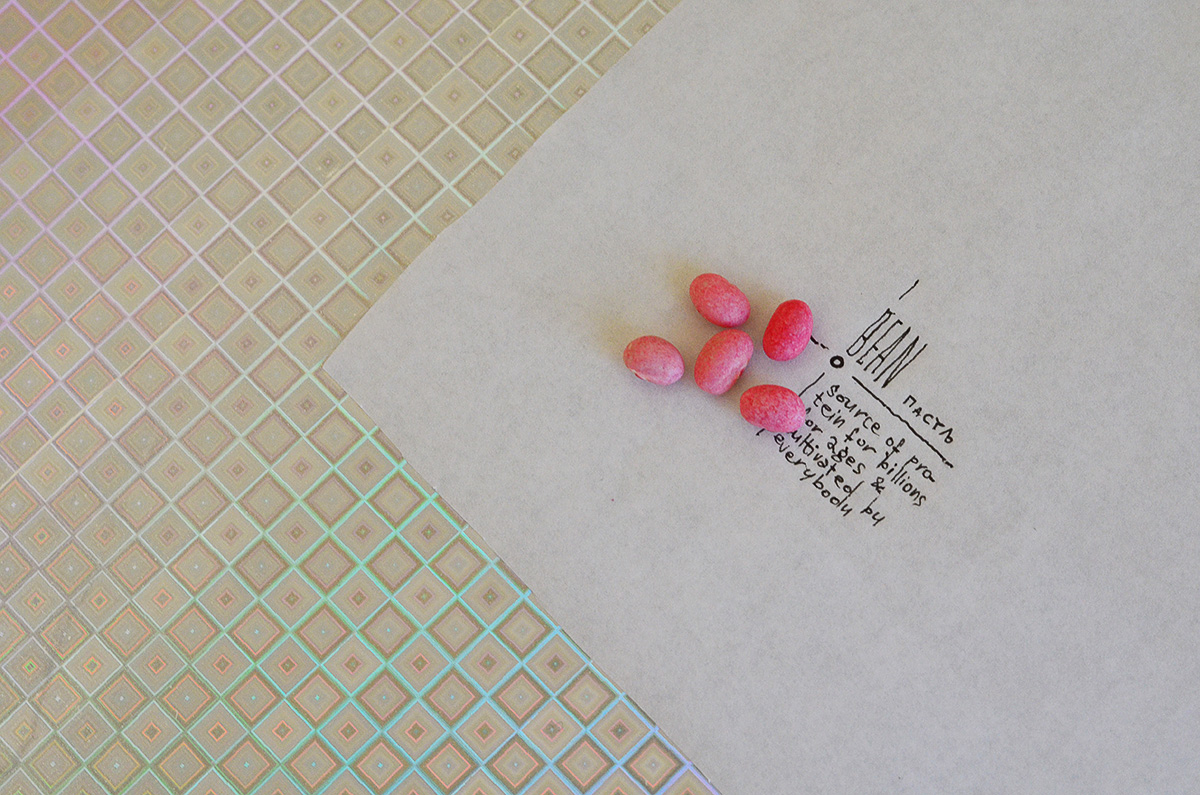 BEAN
ПАСТЬ
source of pro-
tein for billions
for ages &
cultivated by
everybody